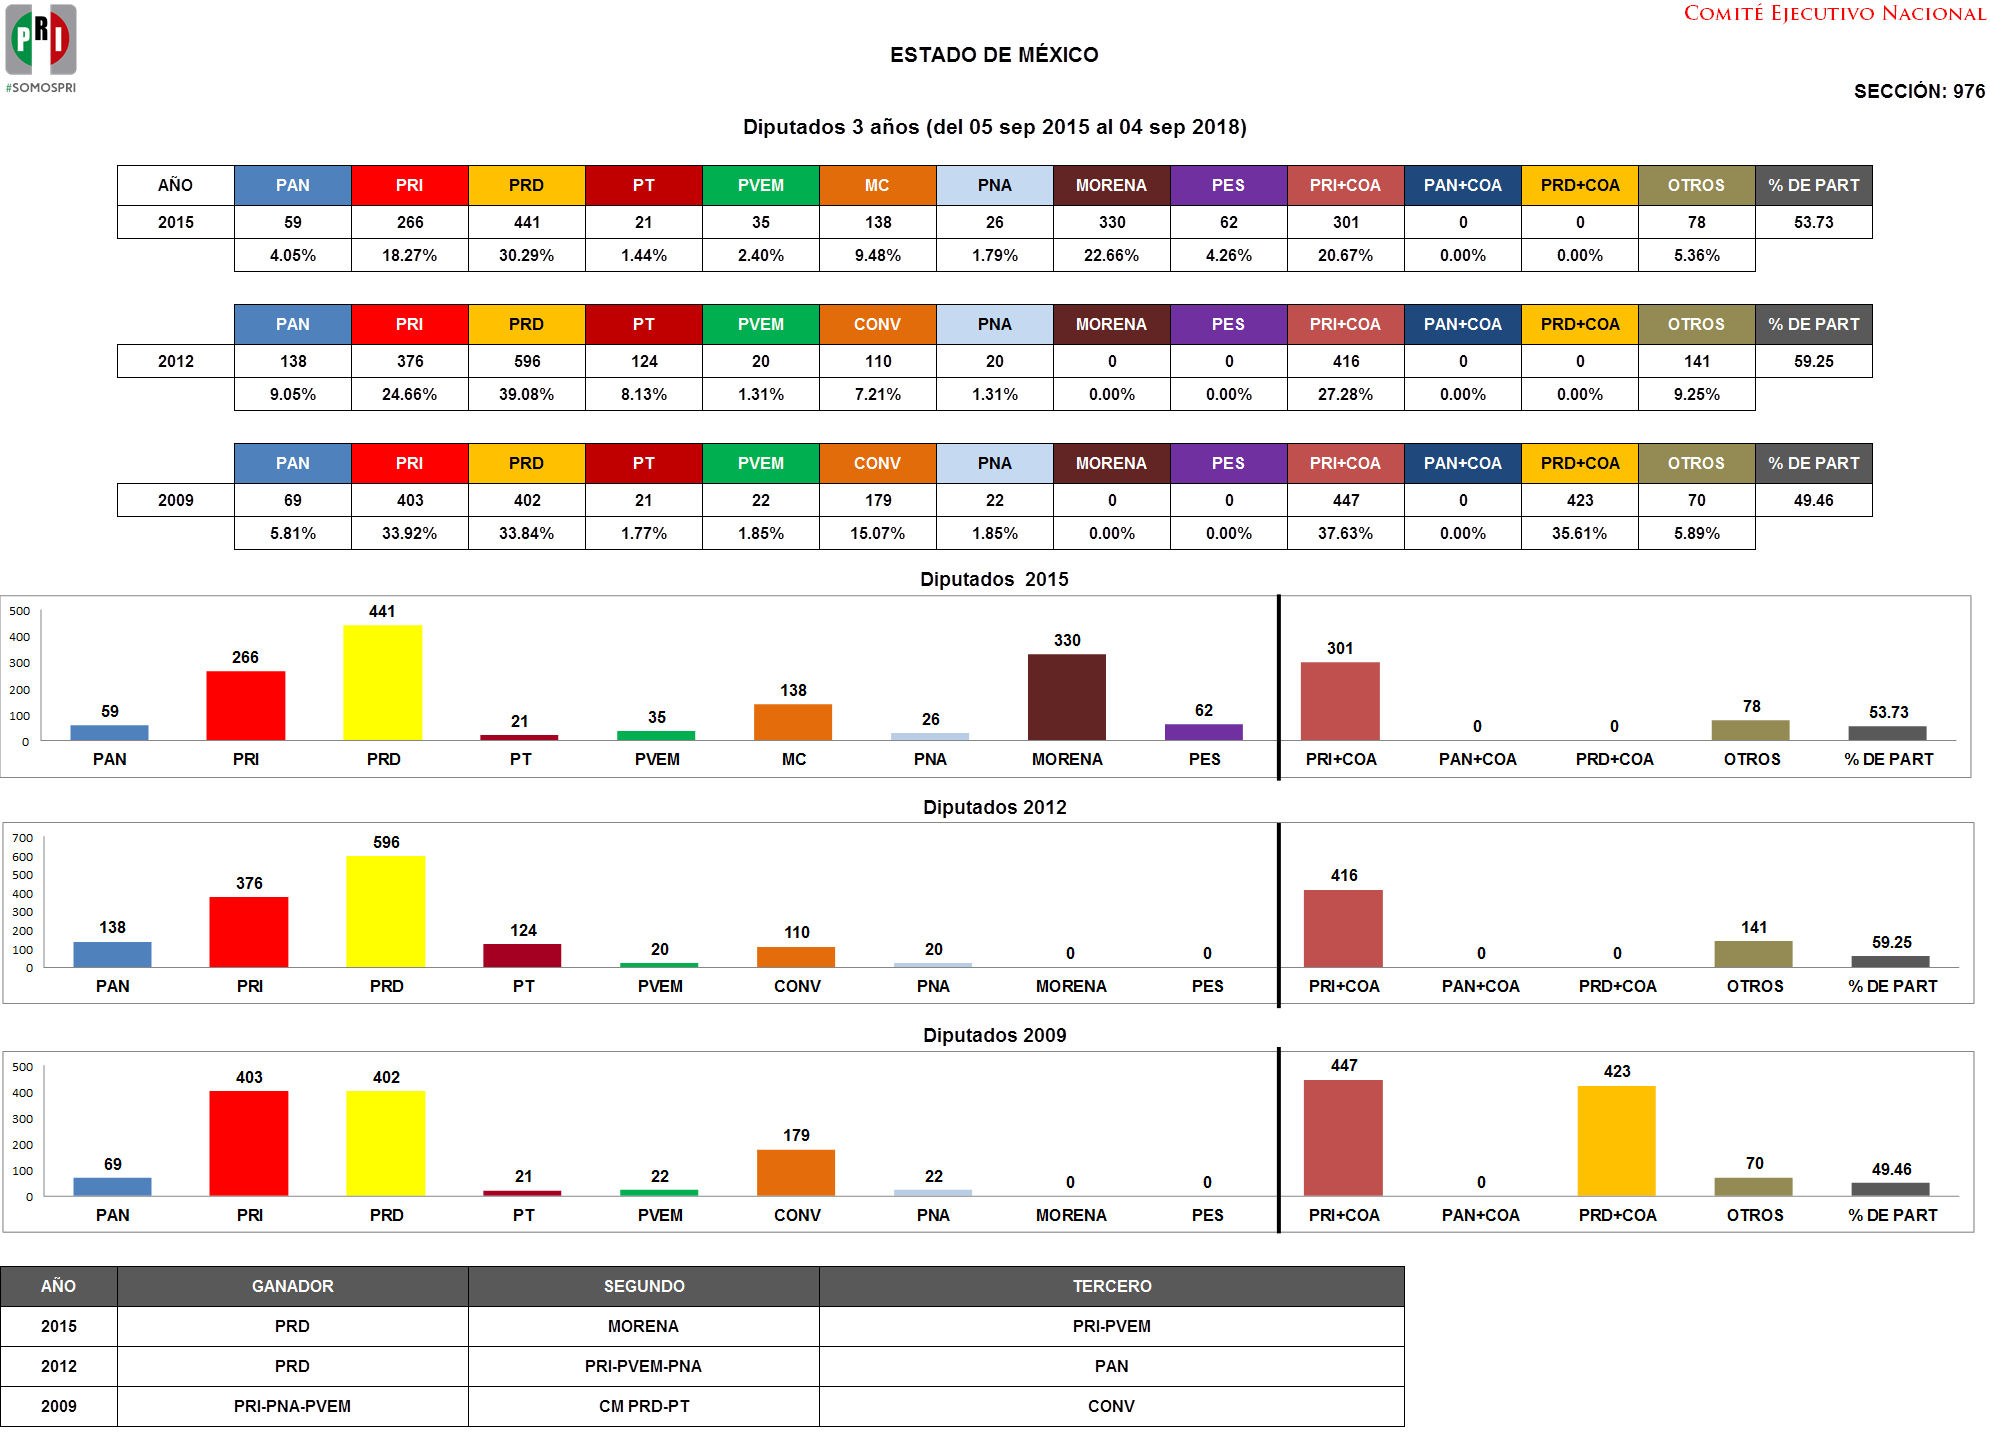 PRI
#SOMOSPRI
COMITÉ EJECUTIVO NACIONAL
ESTADO DE MÉXICO
SECCIÓN: 976
Diputados 3 años (del 05 sep 2015 al 04 sep 2018)
AÑO PAN PRI PRD PT PVEM MC PNA MORENA PES PRI+COA PAN+COA PRD+COA OTROS % DE PART
2015 59 266 441 21 35 138 26 330 62 301 0 0 78 53.73
4.05% 18.27% 30.29% 1.44% 2.40% 9.48% 1.79% 22.66% 4.26% 20.67% 0.00% 0.00% 5.36%
PAN PRI PRD PT PVEM CONV PNA MORENA PES PRI+COA PAN+COA PRD+COA OTROS % DE PART
2012 138 376 596 124 20 110 20 0 0 416 0 0 141 59.25
9.05% 24.66% 39.08% 8.13% 1.31% 7.21% 1.31% 0.00% 0.00% 27.28% 0.00% 0.00% 9.25%
PAN PRI PRD PT PVEM CONV PNA MORENA PES PRI+COA PAN+COA PRD+COA OTROS % DE PART
2009 69 403 402 21 22 179 22 0 0 447 0 423 70 49.46
5.81% 33.92% 33.84% 1.77% 1.85% 15.07% 1.85% 0.00% 0.00% 37.63% 0.00% 35.61% 5.89%
Diputados  2015
500
400
300
200
100
0
59 266 441 21 35 138 26 330 62 301 0 0 78 53.73
PAN PRI PRD PT PVEM MC PNA MORENA PES PRI+COA PAN+COA PRD+COA OTROS % DE PART
Diputados 2012
700
600
500
400
300
200
100
0
138 376 596 124 20 110 20 0 0 416 0 0 141 59.25
PAN PRI PRD PT PVEM CONV PNA MORENA PES PRI+COA PAN+COA PRD+COA OTROS % DE PART
Diputados 2009
500
400
300
200
100
0
69 403 402 21 22 179 22 0 0 447 0 423 70 49.46
PAN PRI PRD PT PVEM CONV PNA MORENA PES PRI+COA PAN+COA PRD+COA OTROS % DE PART
AÑO GANADOR SEGUNDO TERCERO
2015 PRD MORENA PRI-PVEM
2012 PRD PRI-PVEM-PNA PAN
2009 PRI-PNA-PVEM CM PRD-PT CONV